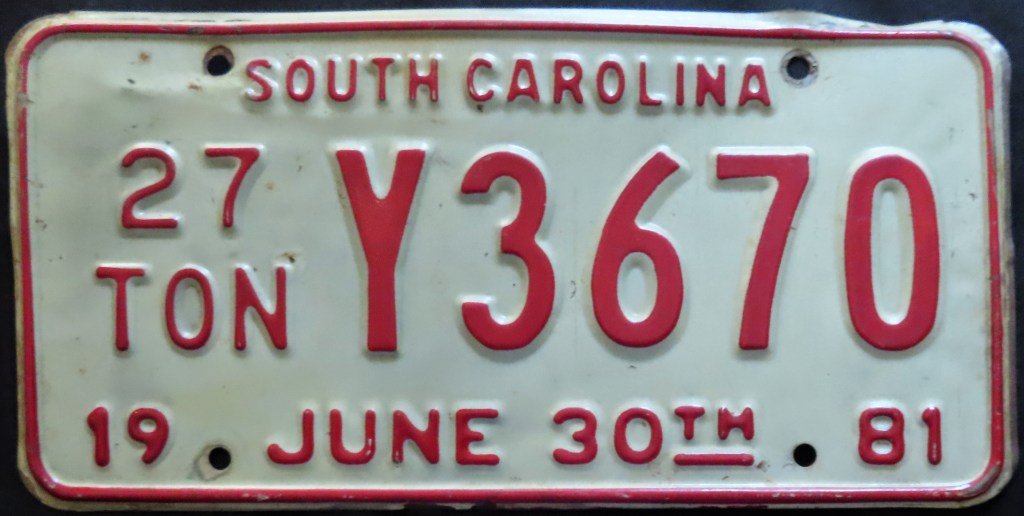 SOUTH CAROLINA
27 TON Y3670
19 JUNE 30TH 81